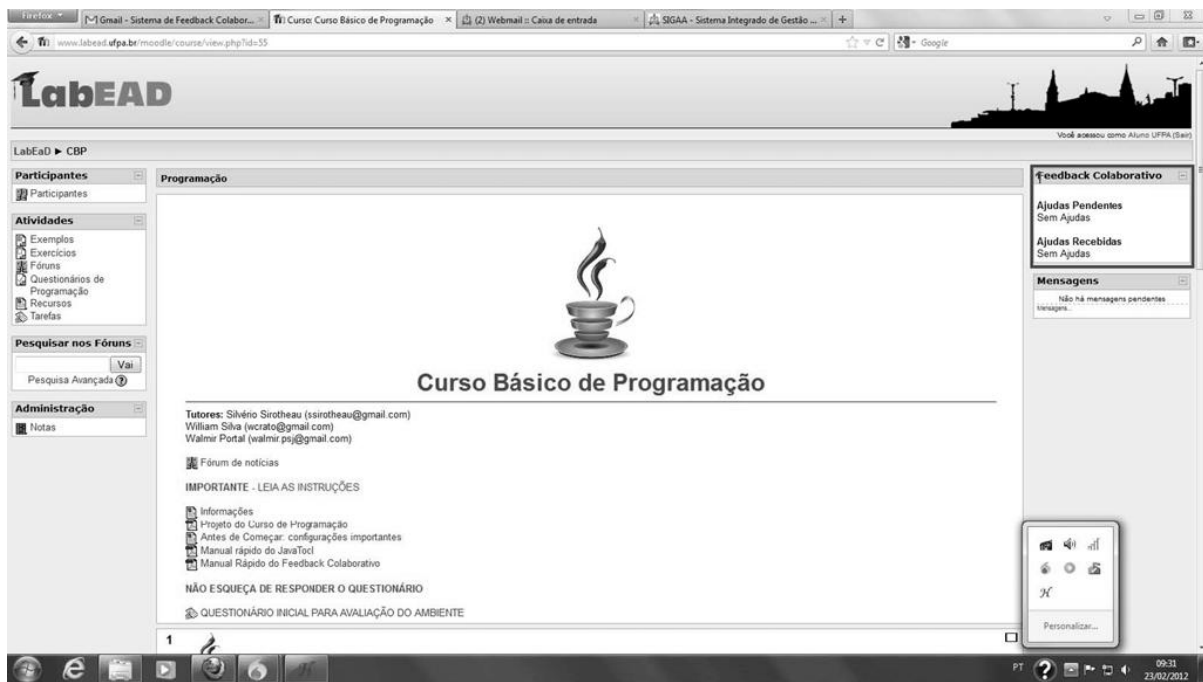 Firefox
Gmail - Sistema de Feedback Colabor...
Curso: Curso Básico de Programação
(2) Webmail :: Caixa de entrada
SIGAA - Sistema Integrado de Gestão ...
www.labead.ufpa.br/moodle/course/view.php?id=55
Google
LabEAD
Você acessou como Aluno UFPA (Sair)
LabEaD ► CBP
Participantes
Participantes
Atividades
Exemplos
Exercícios
Fóruns
Questionários de
Programação
Recursos
Tarefas
Pesquisar nos Fóruns
Vai
Pesquisa Avançada
Administração
Notas
Programação
Curso Básico de Programação
Tutores: Silvério Sirotheau (ssirotheau@gmail.com)
William Silva (wcrato@gmail.com)
Walmir Portal (walmir.psj@gmail.com)
Fórum de notícias
IMPORTANTE - LEIA AS INSTRUÇÕES
Informações
Projeto do Curso de Programação
Antes de Começar: configurações importantes
Manual rápido do JavaTool
Manual Rápido do Feedback Colaborativo
NÃO ESQUEÇA DE RESPONDER O QUESTIONÁRIO
QUESTIONÁRIO INICIAL PARA AVALIAÇÃO DO AMBIENTE
1
Feedback Colaborativo
Ajudas Pendentes
Sem Ajudas
Ajudas Recebidas
Sem Ajudas
Mensagens
Não há mensagens pendentes
Mensagens...
Personalizar...
PT
09:31
23/02/2012